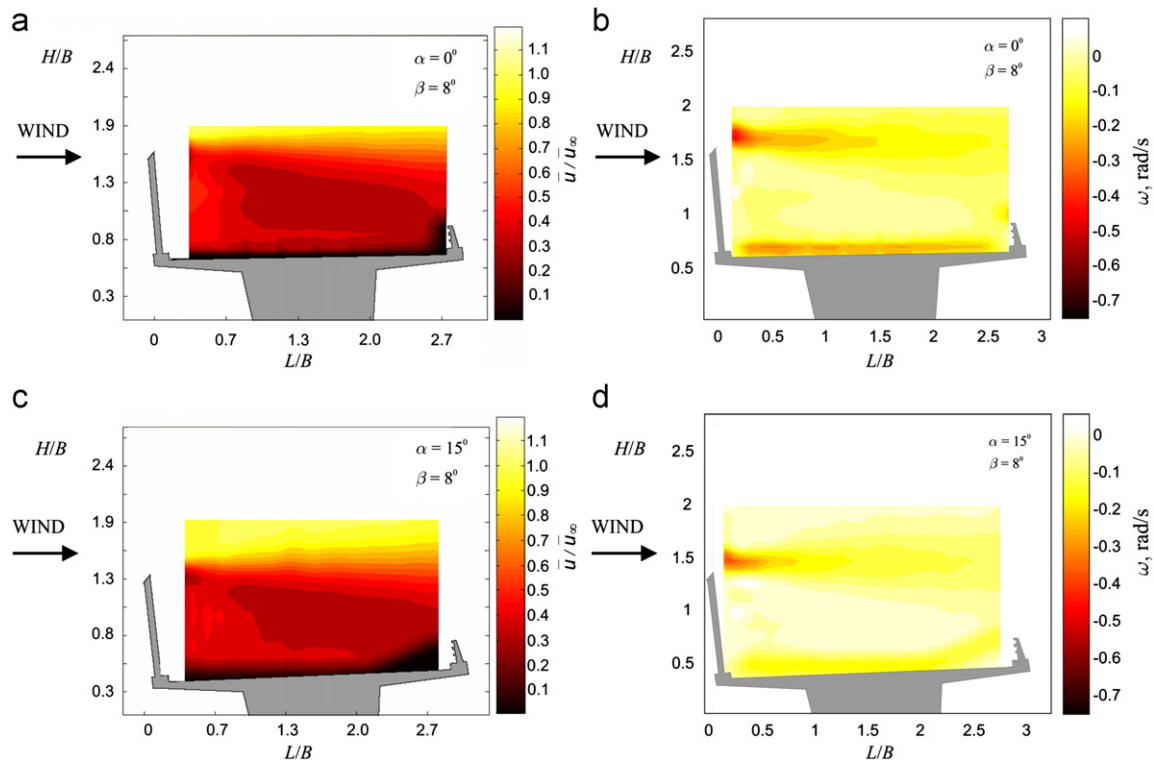 a
H/B
2.4
1.9
1.3
0.8
0.3
WIND
α = 0°
β = 8°
0 0.7 1.3 2.0 2.7
L/B
1.1
1.0
0.9
0.8
0.7
0.6
0.5
0.4
0.3
0.2
0.1
u̅ / u̅∞
b
H/B
2.5
2
1.5
1
0.5
WIND
α = 0°
β = 8°
0 0.5 1 1.5 2 2.5 3
L/B
0
-0.1
-0.2
-0.3
-0.4
-0.5
-0.6
-0.7
ω, rad/s
c
H/B
2.4
1.9
1.3
0.8
0.3
WIND
α = 15°
β = 8°
0 0.7 1.3 2.0 2.7
L/B
1.1
1.0
0.9
0.8
0.7
0.6
0.5
0.4
0.3
0.2
0.1
u̅ / u̅∞
d
H/B
2.5
2
1.5
1
0.5
WIND
α = 15°
β = 8°
0 0.5 1 1.5 2 2.5 3
L/B
0
-0.1
-0.2
-0.3
-0.4
-0.5
-0.6
-0.7
ω, rad/s